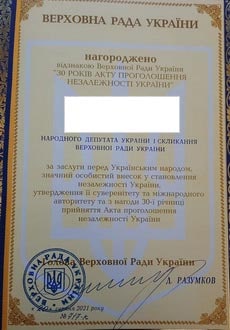 ВЕРХОВНА РАДА УКРАЇНИ
нагороджено
відзнакою Верховної Ради України
"30 РОКІВ АКТУ ПРОГОЛОШЕННЯ
НЕЗАЛЕЖНОСТІ УКРАЇНИ"
НАРОДНОГО ДЕПУТАТА УКРАЇНИ І СКЛИКАННЯ
ВЕРХОВНОЇ РАДИ УКРАЇНИ
за заслуги перед Українським народом,
значний особистий внесок у становлення
незалежності України,
утвердження її суверенітету та міжнародного
авторитету та з нагоди 30-ї річниці
прийняття Акта проголошення
незалежності України
Голова Верховної Ради України
РАЗУМКОВ
2021 року